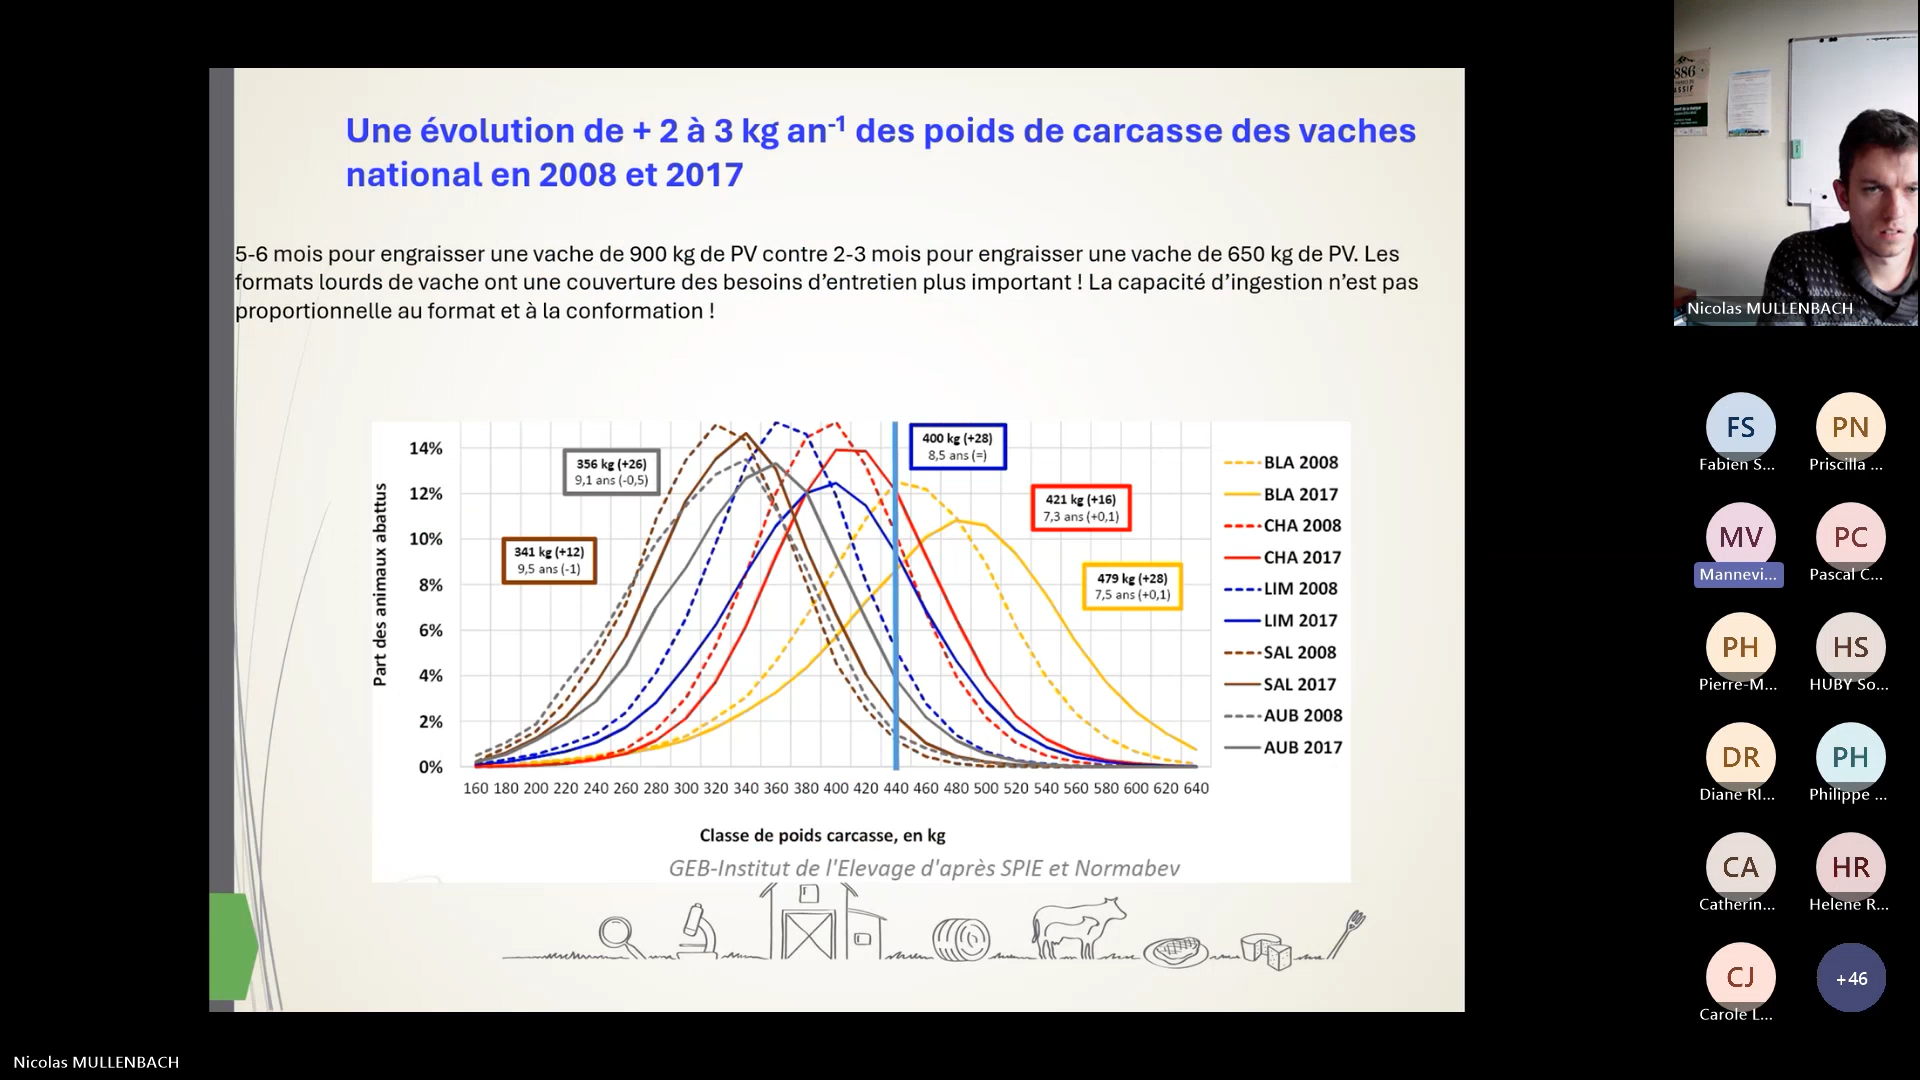 Une évolution de + 2 à 3 kg an-1 des poids de carcasse des vaches
national en 2008 et 2017
5-6 mois pour engraisser une vache de 900 kg de PV contre 2-3 mois pour engraisser une vache de 650 kg de PV. Les
formats lourds de vache ont une couverture des besoins d’entretien plus important ! La capacité d’ingestion n’est pas
proportionnelle au format et à la conformation !
Part des animaux abattus
14%
12%
10%
8%
6%
4%
2%
0%
356 kg (+26)
9,1 ans (-0,5)
341 kg (+12)
9,5 ans (-1)
400 kg (+28)
8,5 ans (=)
421 kg (+16)
7,3 ans (+0,1)
479 kg (+28)
7,5 ans (+0,1)
BLA 2008
BLA 2017
CHA 2008
CHA 2017
LIM 2008
LIM 2017
SAL 2008
SAL 2017
AUB 2008
AUB 2017
160 180 200 220 240 260 280 300 320 340 360 380 400 420 440 460 480 500 520 540 560 580 600 620 640
Classe de poids carcasse, en kg
GEB-Institut de l'Elevage d'après SPIE et Normabev
886
Nicolas MULLENBACH
FS
Fabien S...
PN
Priscilla ...
MV
Mannevi...
PC
Pascal C...
PH
Pierre-M...
HS
HUBY So...
DR
Diane RI...
PH
Philippe ...
CA
Catherin...
HR
Helene R...
CJ
Carole L...
+46
Nicolas MULLENBACH